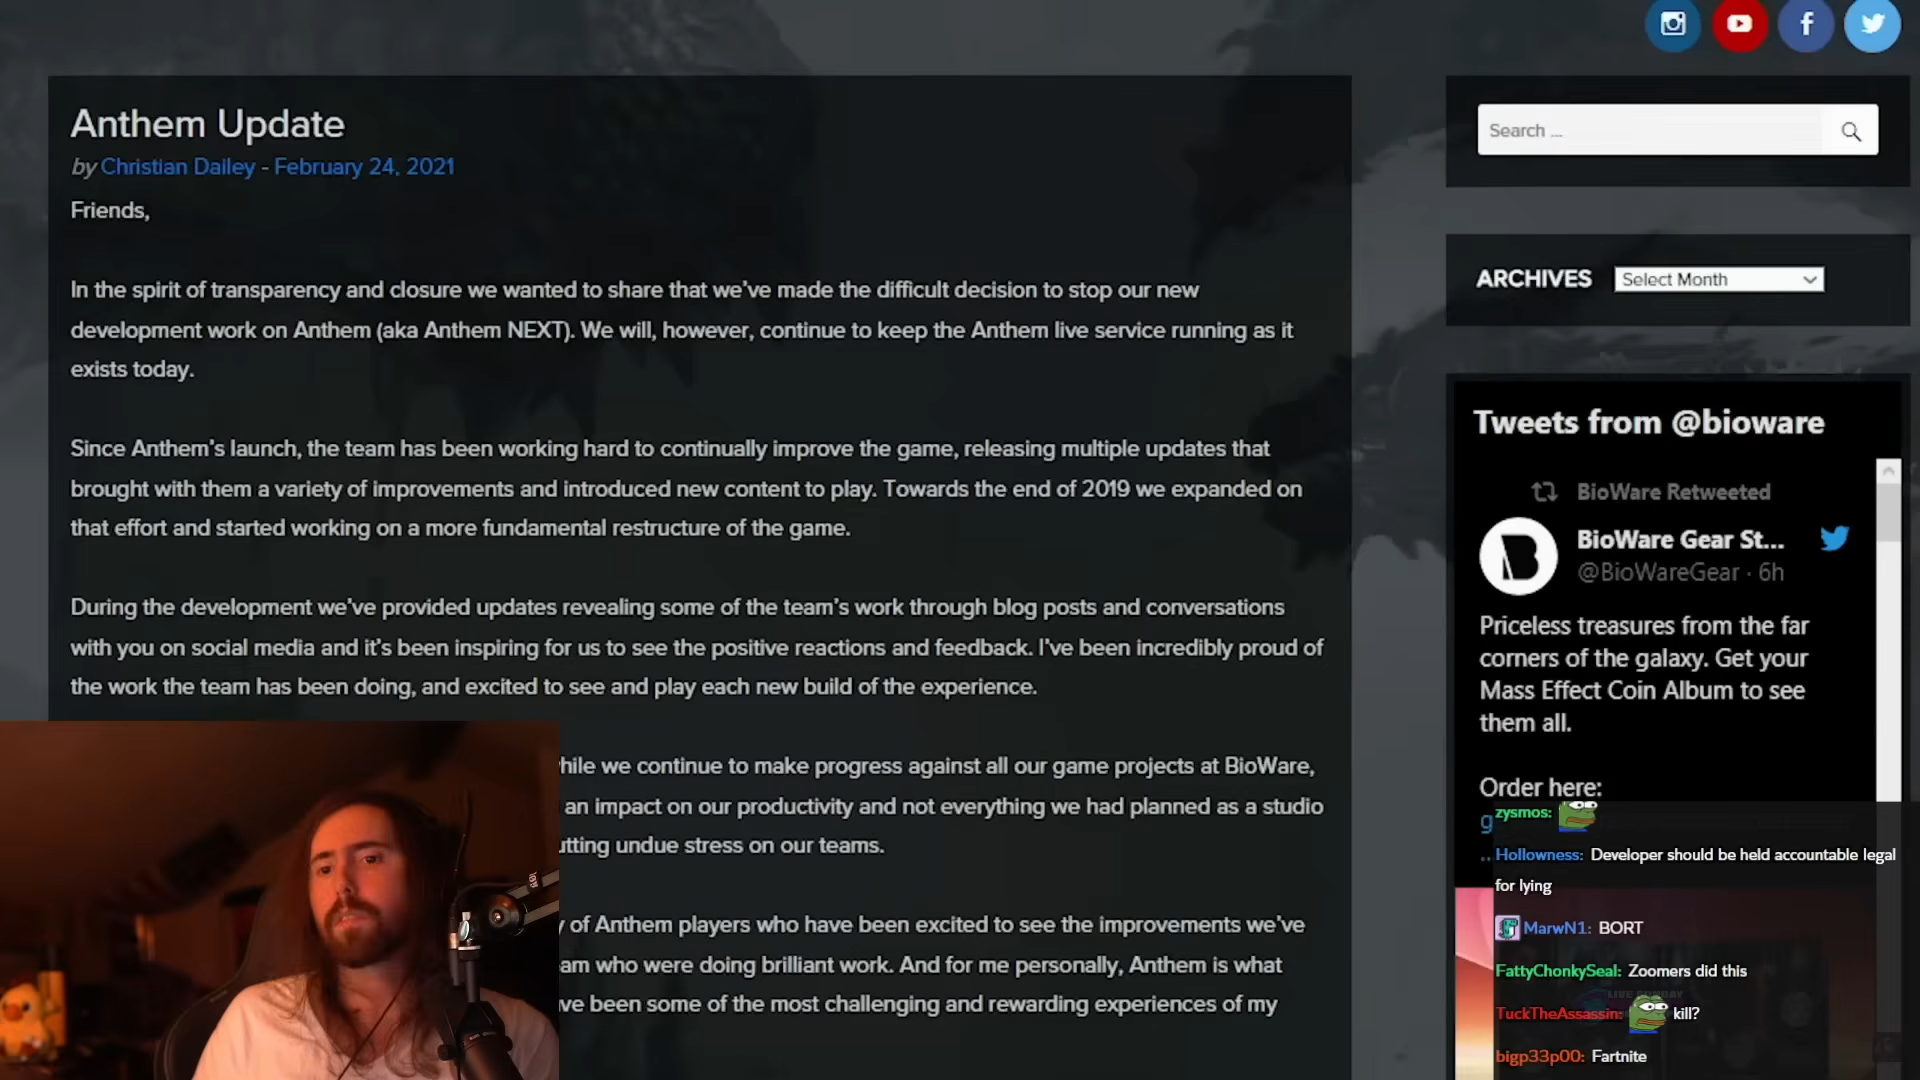 Anthem Update
by Christian Dailey - February 24, 2021
Friends,
In the spirit of transparency and closure we wanted to share that we've made the difficult decision to stop our new
development work on Anthem (aka Anthem NEXT). We will, however, continue to keep the Anthem live service running as it
exists today.
Since Anthem's launch, the team has been working hard to continually improve the game, releasing multiple updates that
brought with them a variety of improvements and introduced new content to play. Towards the end of 2019 we expanded on
that effort and started working on a more fundamental restructure of the game.
During the development we've provided updates revealing some of the team's work through blog posts and conversations
with you on social media and it's been inspiring for us to see the positive reactions and feedback. I've been incredibly proud of
the work the team has been doing, and excited to see and play each new build of the experience.
hile we continue to make progress against all our game projects at BioWare,
an impact on our productivity and not everything we had planned as a studio
utting undue stress on our teams.
y of Anthem players who have been excited to see the improvements we've
am who were doing brilliant work. And for me personally, Anthem is what
ve been some of the most challenging and rewarding experiences of my
Search ...
ARCHIVES Select Month
Tweets from @bioware
BioWare Retweeted
BioWare Gear St...
@BioWareGear · 6h
Priceless treasures from the far
corners of the galaxy. Get your
Mass Effect Coin Album to see
them all.
Order here:
g
zysmos:
Hollowness: Developer should be held accountable legal
for lying
MarwN1: BORT
FattyChonkySeal: Zoomers did this
TuckTheAssassin: kill?
bigp33p00: Fartnite